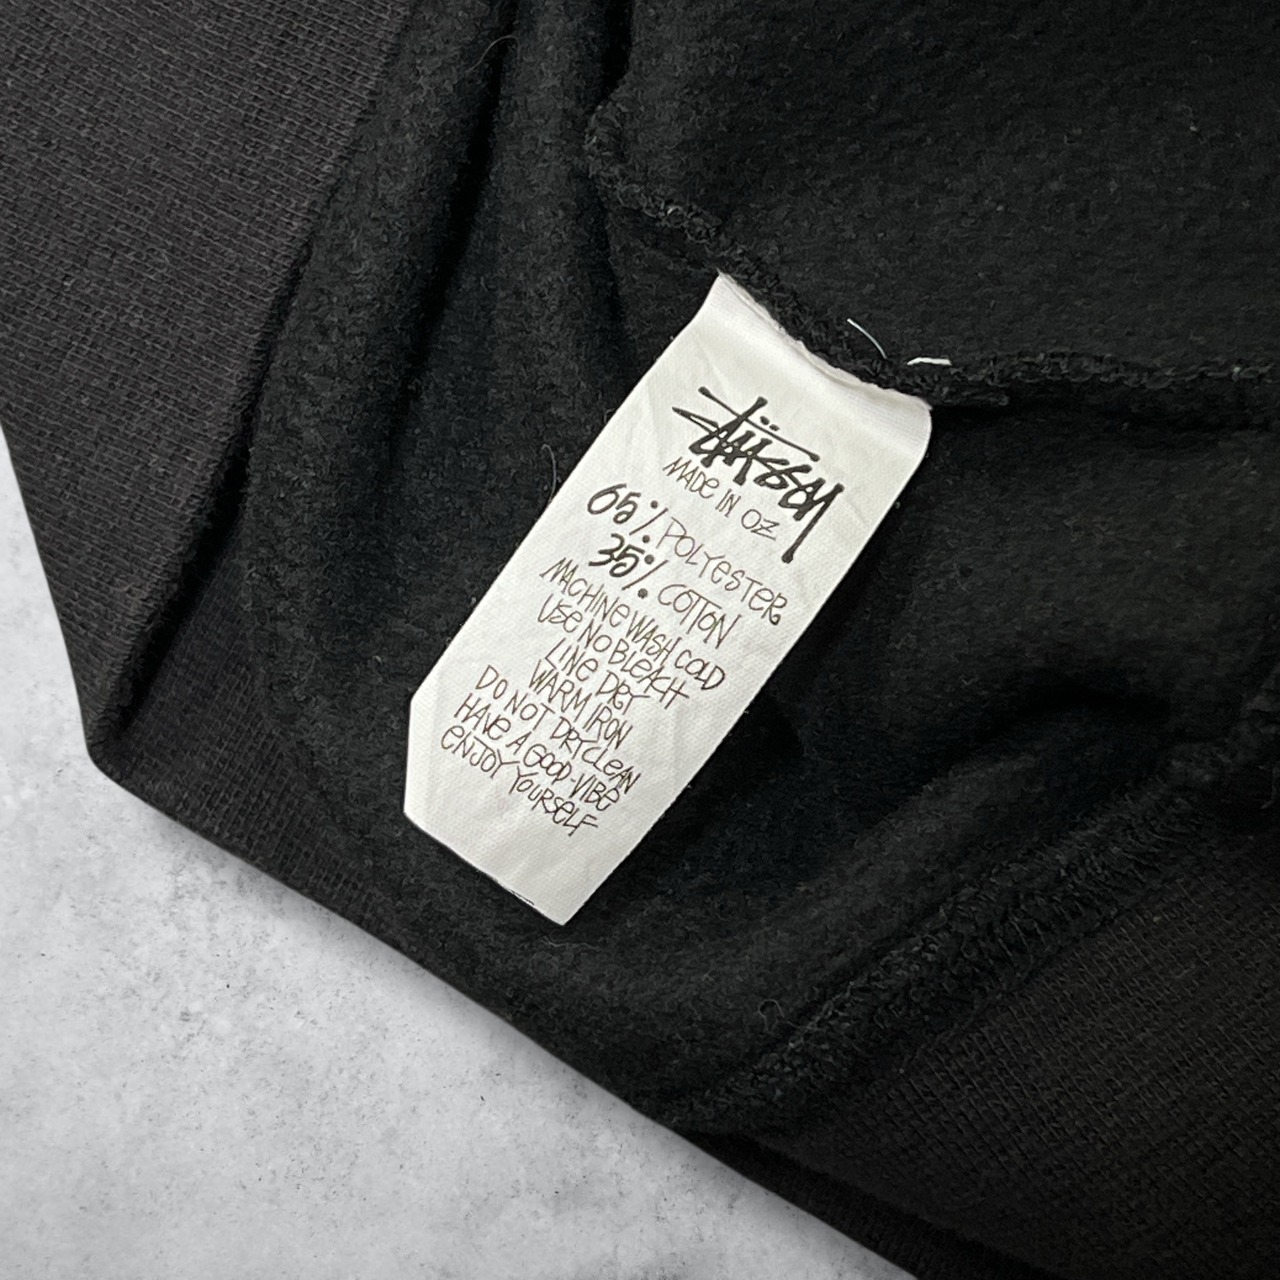 STÜSSY
MADE IN OZ
65% POLYESTER
35% COTTON
MACHINE WASH COLD
USE NO BLEACH
LINE DRY
WARM IRON
DO NOT DRYCLEAN
HAVE A GOOD-VIBE
ENJOY YOURSELF